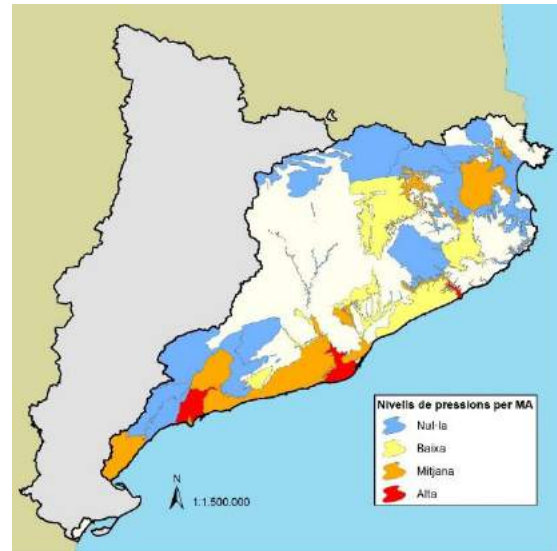 Nivells de pressions per MA
Nul·la
Baixa
Mitjana
Alta
N
1:1.500.000